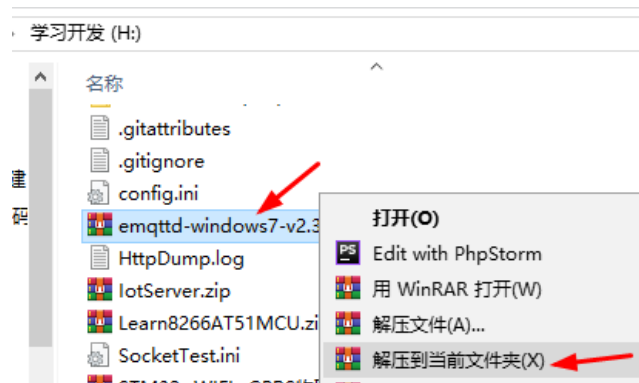 学习开发 (H:)
名称
.gitattributes
.gitignore
建
config.ini
码
emqttd-windows7-v2.3
HttpDump.log
IotServer.zip
Learn8266AT51MCU.zi
SocketTest.ini
打开(O)
Edit with PhpStorm
用 WinRAR 打开(W)
解压文件(A)...
解压到当前文件夹(X)